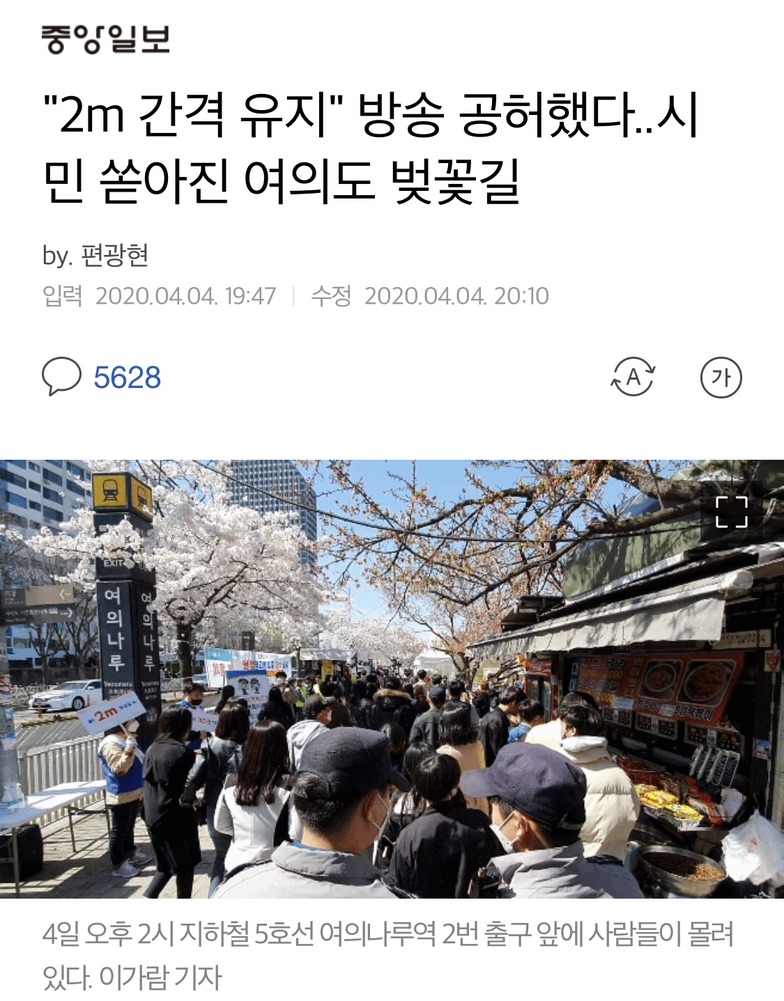 중앙일보
"2m 간격 유지" 방송 공허했다..시
민 쏟아진 여의도 벚꽃길
by. 편광현
입력 2020.04.04. 19:47 | 수정 2020.04.04. 20:10
5628
A
가
EXIT
여의나루
여의나루
Yeouinaru
2m
4일 오후 2시 지하철 5호선 여의나루역 2번 출구 앞에 사람들이 몰려
있다. 이가람 기자